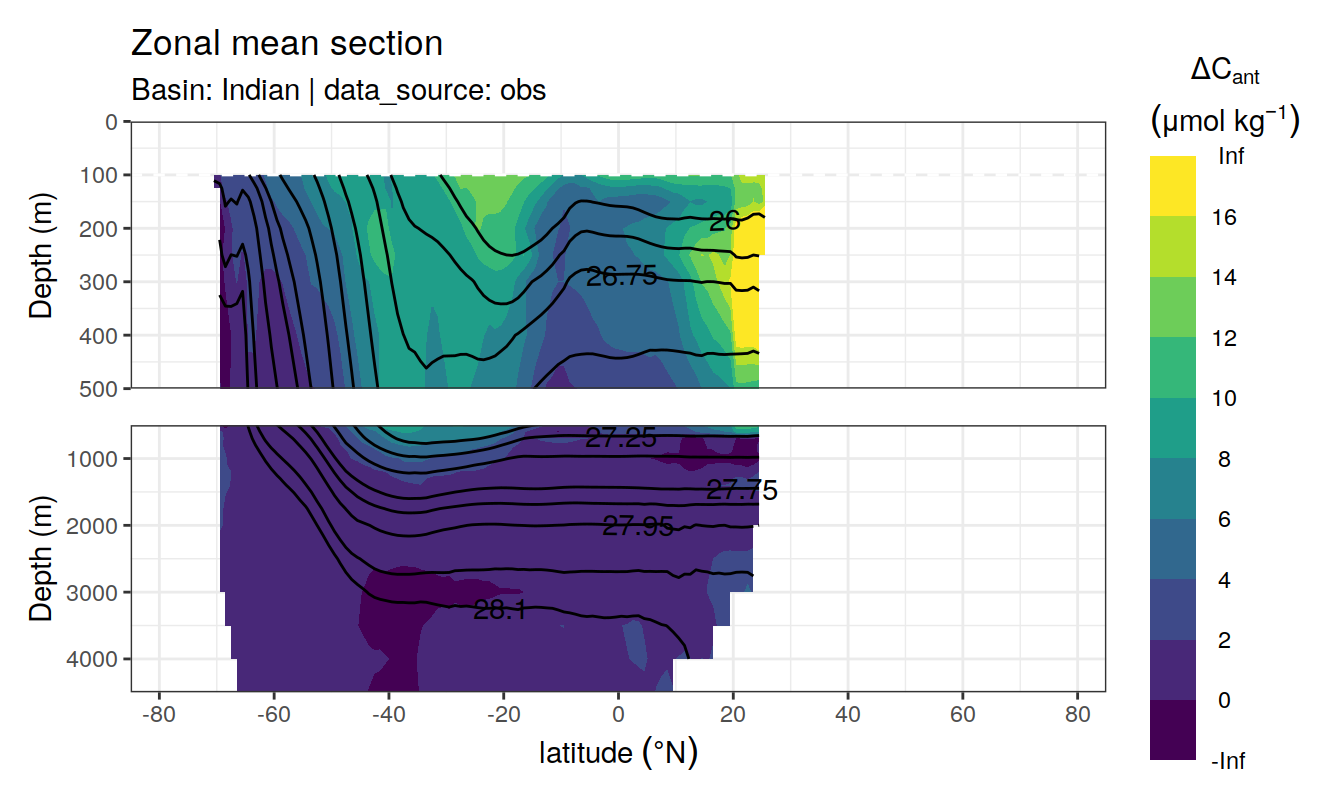 Zonal mean section
Basin: Indian | data_source: obs
ΔCant
(μmol kg⁻¹)
Inf
16
14
12
10
8
6
4
2
0
-Inf
Depth (m)
0
100
200
300
400
500
26
26.75
Depth (m)
1000
2000
3000
4000
27.25
27.75
27.95
28.1
-80 -60 -40 -20 0 20 40 60 80
latitude (°N)